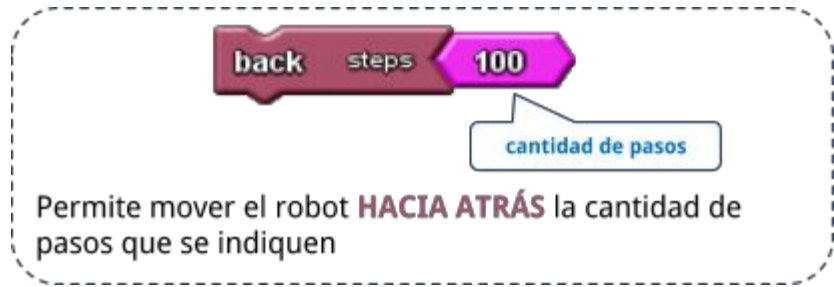 back steps 100
cantidad de pasos
Permite mover el robot HACIA ATRÁS la cantidad de
pasos que se indiquen